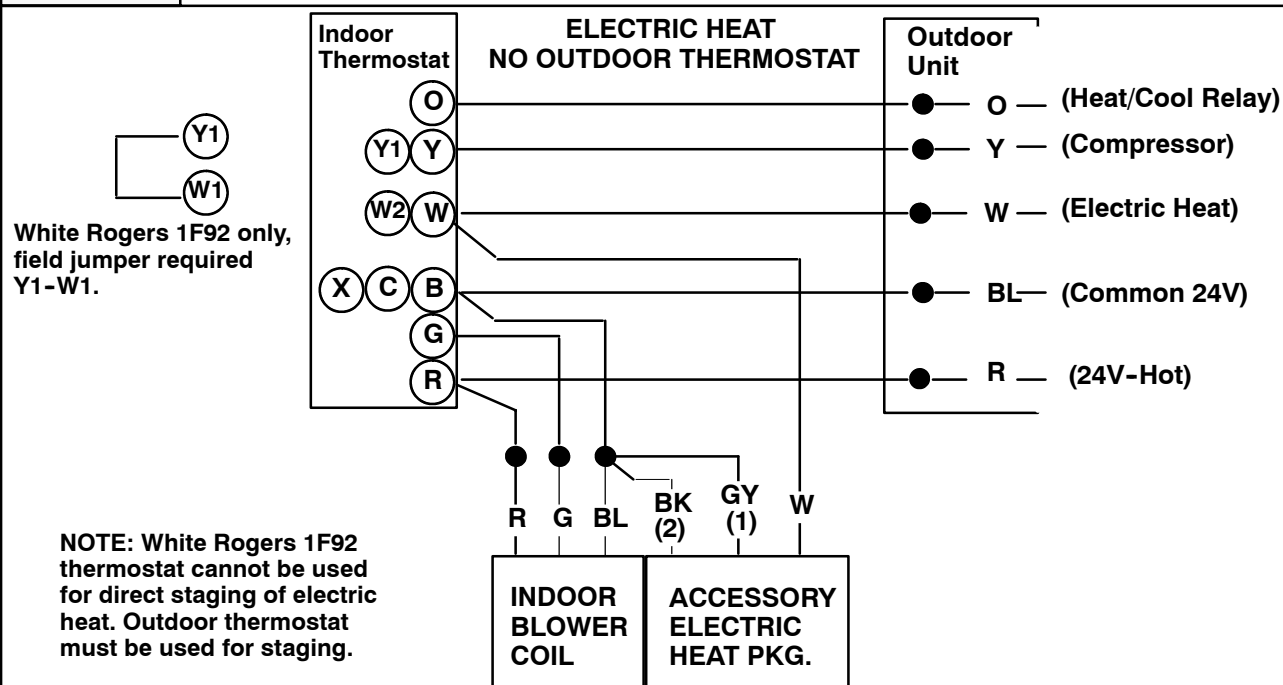 ELECTRIC HEAT
NO OUTDOOR THERMOSTAT
Indoor
Thermostat
Outdoor
Unit
O
O
(Heat/Cool Relay)
Y1
W1
Y1
Y
Y
(Compressor)
W2
W
W
(Electric Heat)
White Rogers 1F92 only,
field jumper required
Y1-W1.
X
C
B
BL
(Common 24V)
G
R
R
(24V-Hot)
R
G
BL
BK
(2)
GY
(1)
W
NOTE: White Rogers 1F92
thermostat cannot be used
for direct staging of electric
heat. Outdoor thermostat
must be used for staging.
INDOOR
BLOWER
COIL
ACCESSORY
ELECTRIC
HEAT PKG.